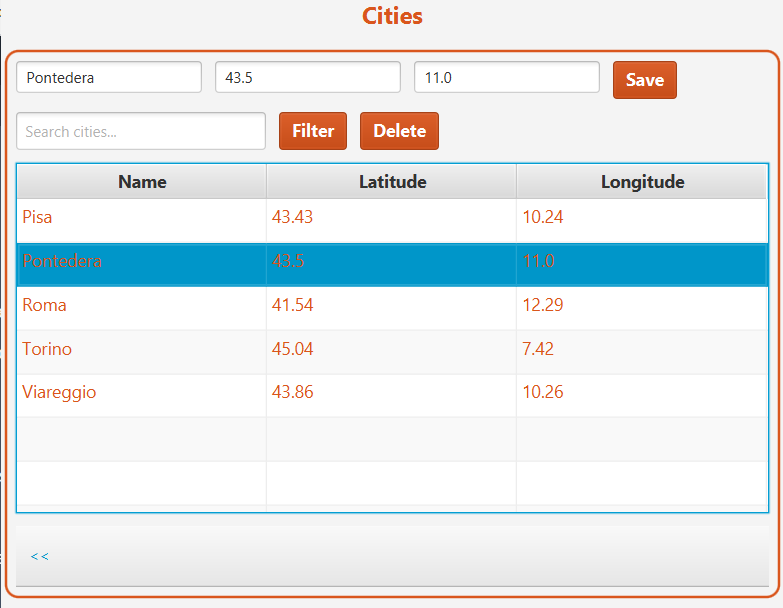 Cities
Pontedera 43.5 11.0 Save
Search cities... Filter Delete
Name Latitude Longitude
Pisa 43.43 10.24
Pontedera 43.5 11.0
Roma 41.54 12.29
Torino 45.04 7.42
Viareggio 43.86 10.26
<<